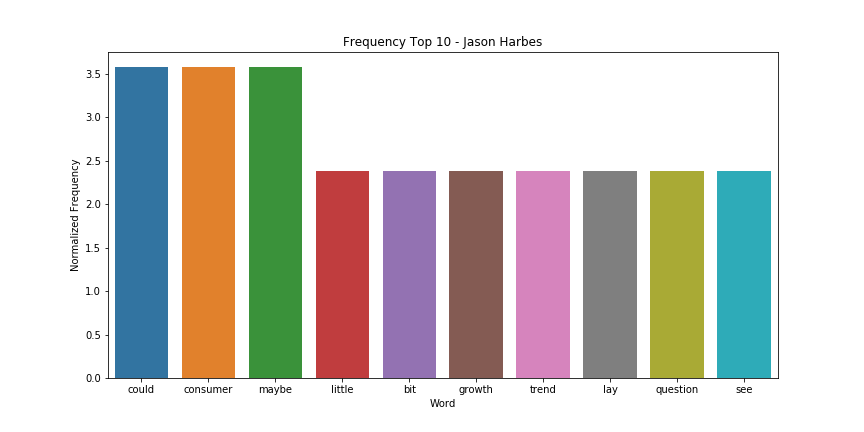 Frequency Top 10 - Jason Harbes
Normalized Frequency
3.5
3.0
2.5
2.0
1.5
1.0
0.5
0.0
could consumer maybe little bit growth trend lay question see
Word